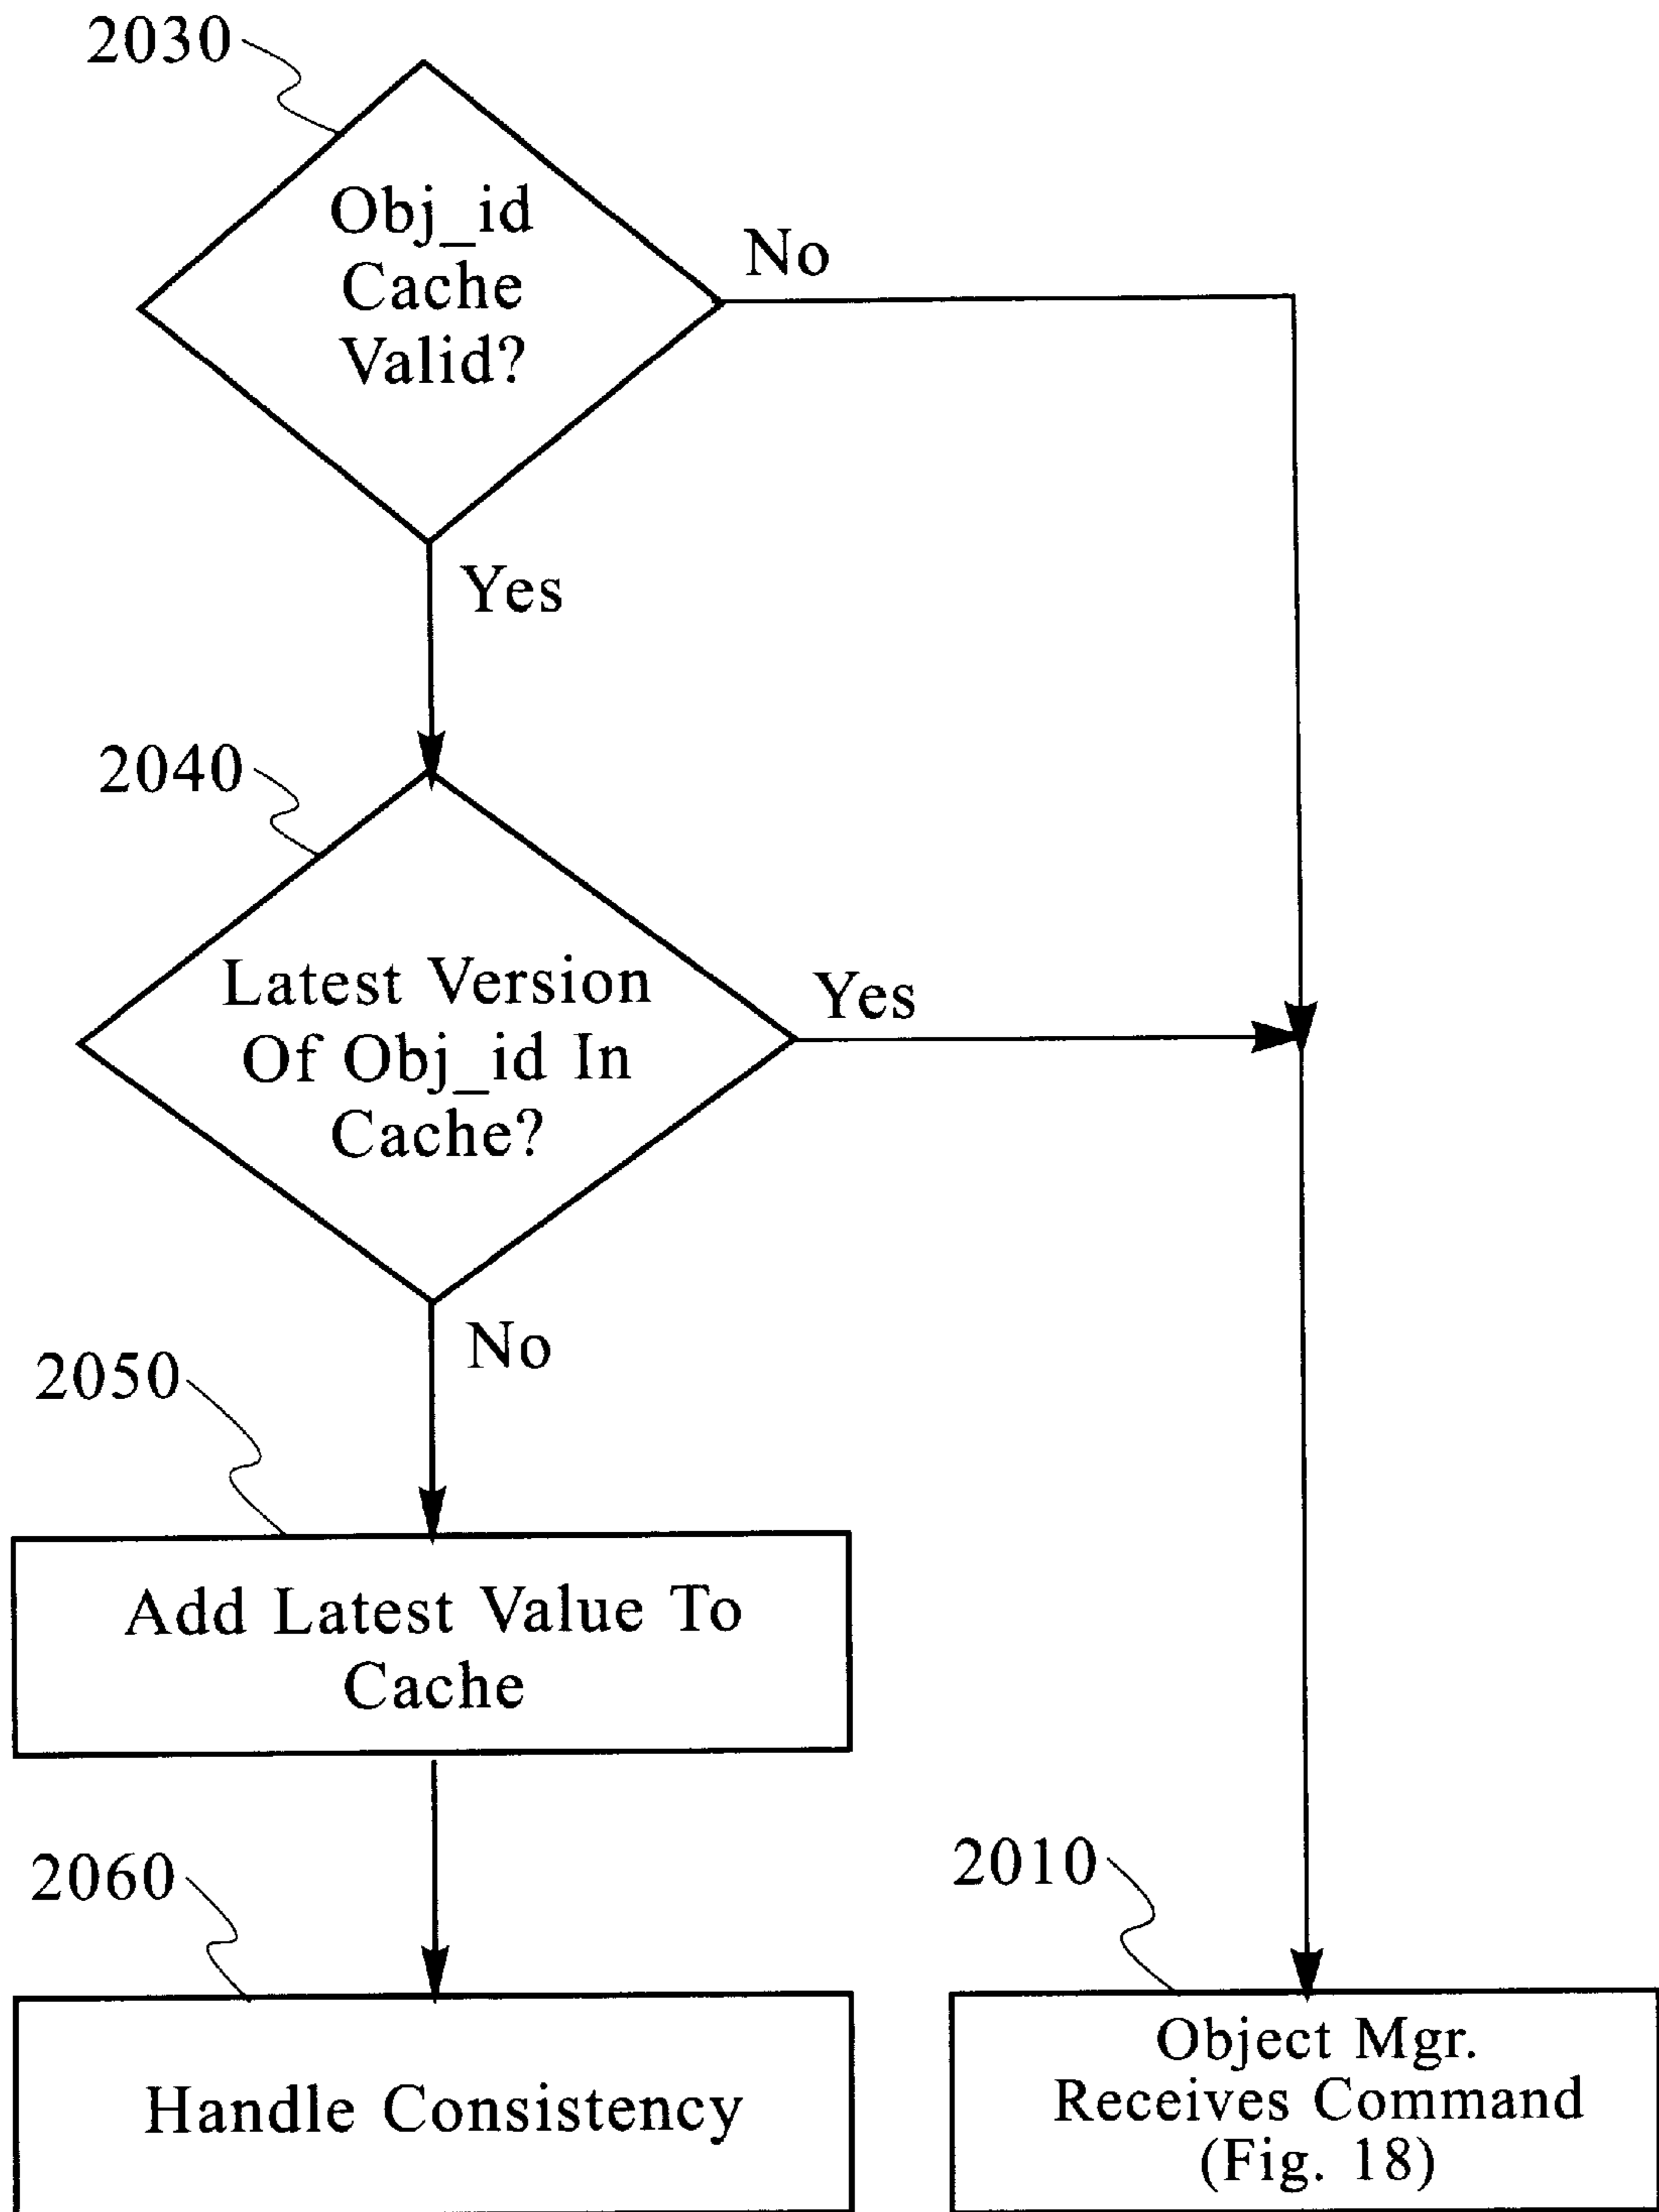 2030
Obj_id
Cache
Valid?
No
Yes
2040
Latest Version
Of Obj_id In
Cache?
Yes
No
2050
Add Latest Value To
Cache
2060
Handle Consistency
2010
Object Mgr.
Receives Command
(Fig. 18)